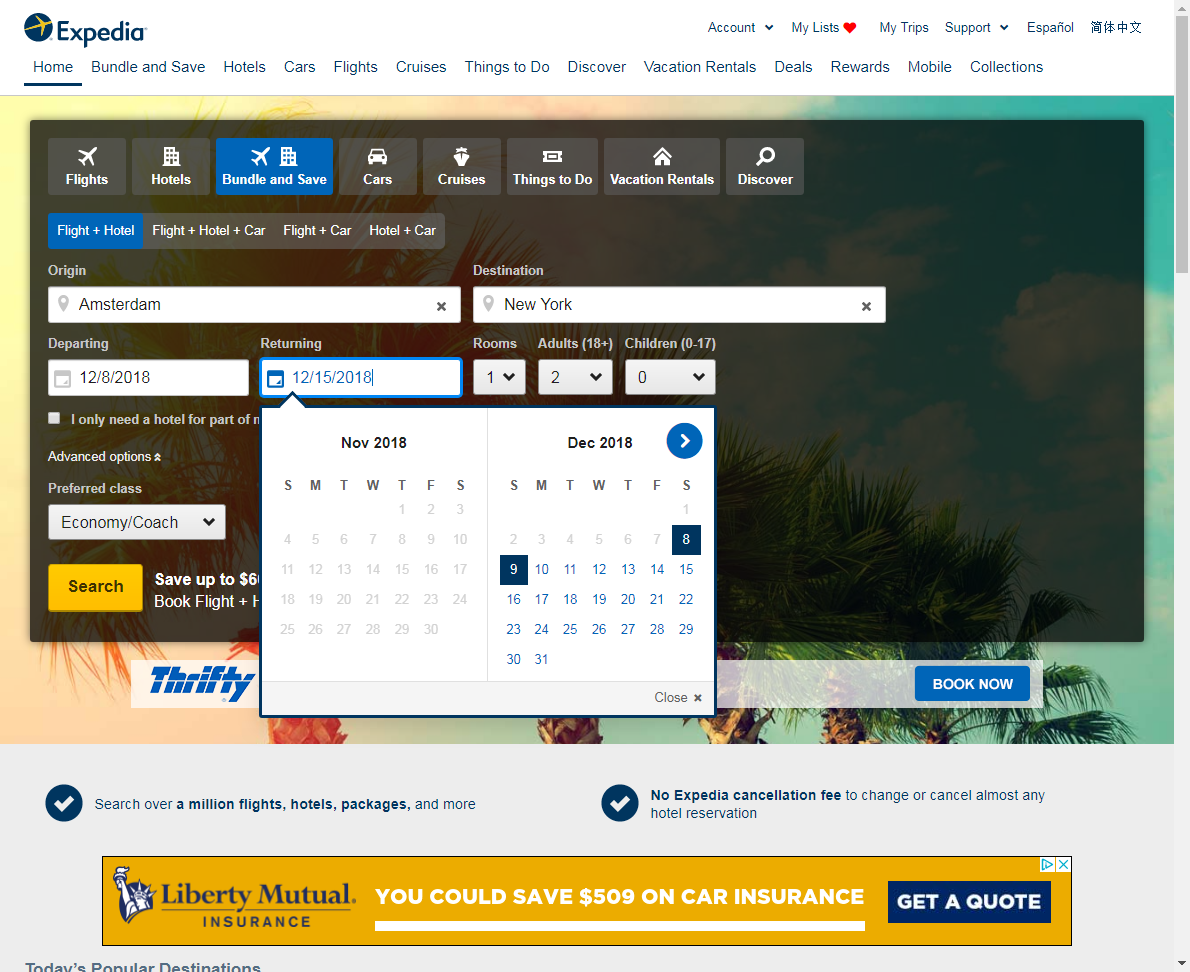 Expedia
Account My Lists My Trips Support Español 简体中文
Home Bundle and Save Hotels Cars Flights Cruises Things to Do Discover Vacation Rentals Deals Rewards Mobile Collections
Flights Hotels Bundle and Save Cars Cruises Things to Do Vacation Rentals Discover
Flight + Hotel Flight + Hotel + Car Flight + Car Hotel + Car
Origin Destination
Amsterdam New York
Departing Returning Rooms Adults (18+) Children (0-17)
12/8/2018 12/15/2018 1 2 0
I only need a hotel for part of
Advanced options
Preferred class
Economy/Coach
Search
Save up to $6
Book Flight + H
Nov 2018
S M T W T F S
1 2 3
4 5 6 7 8 9 10
11 12 13 14 15 16 17
18 19 20 21 22 23 24
25 26 27 28 29 30
Dec 2018
S M T W T F S
1
2 3 4 5 6 7 8
9 10 11 12 13 14 15
16 17 18 19 20 21 22
23 24 25 26 27 28 29
30 31
Close
Thrifty
BOOK NOW
Search over a million flights, hotels, packages, and more
No Expedia cancellation fee to change or cancel almost any
hotel reservation
Liberty Mutual.
INSURANCE
YOU COULD SAVE $509 ON CAR INSURANCE
GET A QUOTE
Today's Popular Destinations